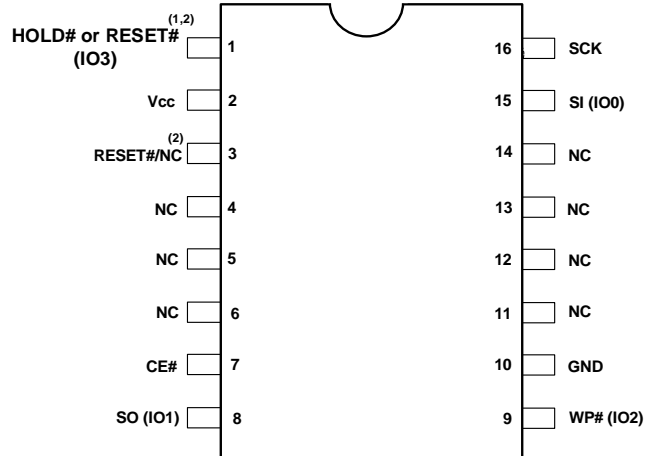 (1,2)
HOLD# or RESET# 1 16 SCK
(IO3)
Vcc 2 15 SI (IO0)
(2)
RESET#/NC 3 14 NC
NC 4 13 NC
NC 5 12 NC
NC 6 11 NC
CE# 7 10 GND
SO (IO1) 8 9 WP# (IO2)